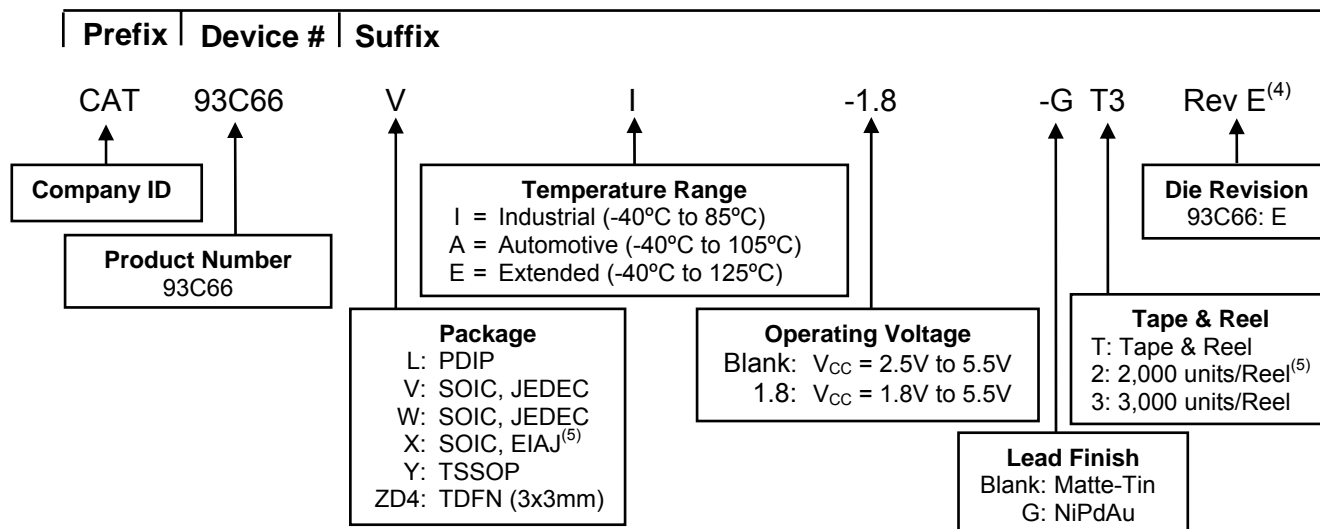 Prefix Device # Suffix
CAT 93C66 V I -1.8 -G T3 Rev E(4)
Company ID
Product Number
93C66
Temperature Range
I = Industrial (-40ºC to 85ºC)
A = Automotive (-40ºC to 105ºC)
E = Extended (-40ºC to 125ºC)
Die Revision
93C66: E
Package
L: PDIP
V: SOIC, JEDEC
W: SOIC, JEDEC
X: SOIC, EIAJ(5)
Y: TSSOP
ZD4: TDFN (3x3mm)
Operating Voltage
Blank: VCC = 2.5V to 5.5V
1.8: VCC = 1.8V to 5.5V
Tape & Reel
T: Tape & Reel
2: 2,000 units/Reel(5)
3: 3,000 units/Reel
Lead Finish
Blank: Matte-Tin
G: NiPdAu